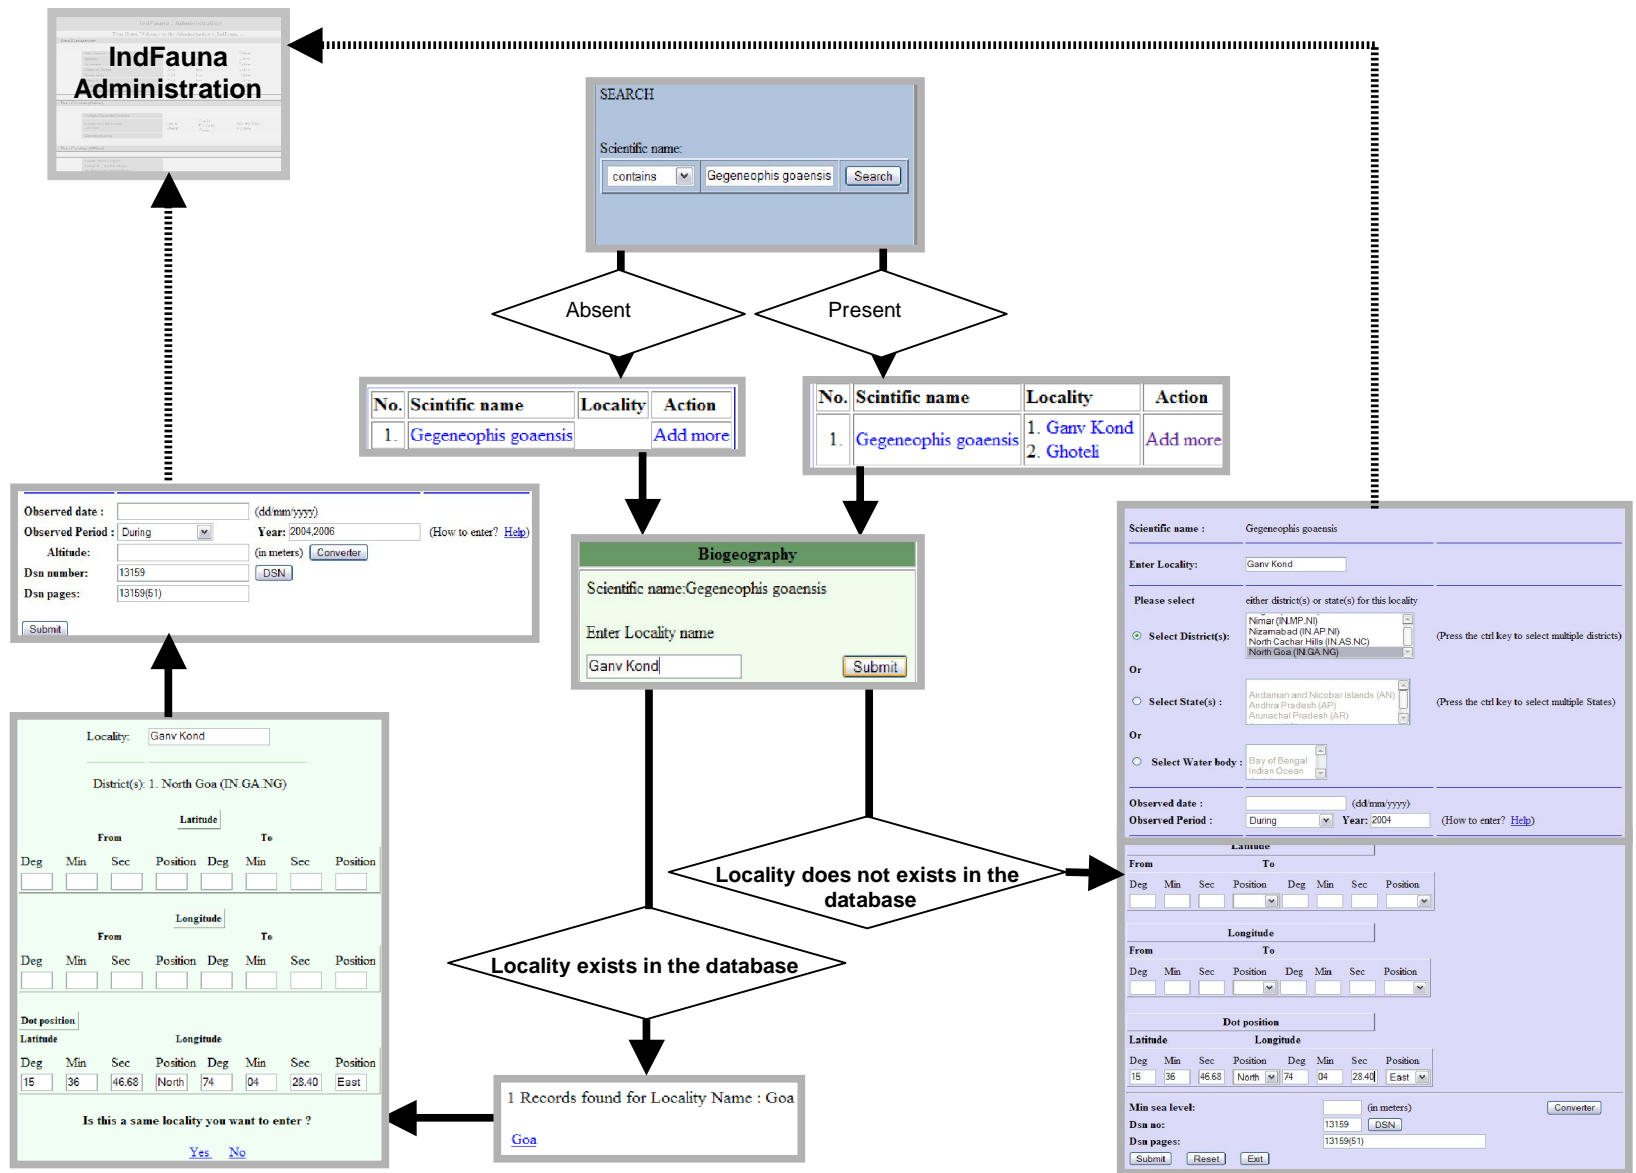 IndFauna
Administration
SEARCH
Scientific name:
contains Gegeneophis goaensis Search
Absent
Present
No. Scintific name Locality Action
1. Gegeneophis goaensis Add more
No. Scintific name Locality Action
1. Gegeneophis goaensis 1. Ganv Kond Add more
2. Ghoteli
Observed date : (dd/mm/yyyy)
Observed Period : During Year: 2004,2006 (How to enter? Help)
Altitude: (in meters) Converter
Dsn number: 13159 DSN
Dsn pages: 13159(51)
Submit
Biogeography
Scientific name:Gegeneophis goaensis
Enter Locality name
Ganv Kond Submit
Locality: Ganv Kond
District(s): 1. North Goa (IN.GA.NG)
Latitude
From To
Deg Min Sec Position Deg Min Sec Position
Longitude
From To
Deg Min Sec Position Deg Min Sec Position
Dot position
Latitude Longitude
Deg Min Sec Position Deg Min Sec Position
15 36 46.68 North 74 04 28.40 East
Is this a same locality you want to enter ?
Yes No
Locality does not exists in the
database
Locality exists in the database
1 Records found for Locality Name : Goa
Goa
Scientific name : Gegeneophis goaensis
Enter Locality: Ganv Kond
Please select either district(s) or state(s) for this locality
Nimar (IN.MP.NI)
Nizamabad (IN.AP.NI)
Select District(s): North Cachar Hills (IN.AS.NC) (Press the ctrl key to select multiple districts)
North Goa (IN.GA.NG)
Or
Andaman and Nicobar Islands (AN)
Select State(s) : Andhra Pradesh (AP) (Press the ctrl key to select multiple States)
Arunachal Pradesh (AR)
Or
Select Water body : Bay of Bengal
Indian Ocean
Observed date : (dd/mm/yyyy)
Observed Period : During Year: 2004 (How to enter? Help)
Latitude
From To
Deg Min Sec Position Deg Min Sec Position
Longitude
From To
Deg Min Sec Position Deg Min Sec Position
Dot position
Latitude Longitude
Deg Min Sec Position Deg Min Sec Position
15 36 46.68 North 74 04 28.40 East
Min sea level: (in meters) Converter
Dsn no: 13159 DSN
Dsn pages: 13159(51)
Submit Reset Exit